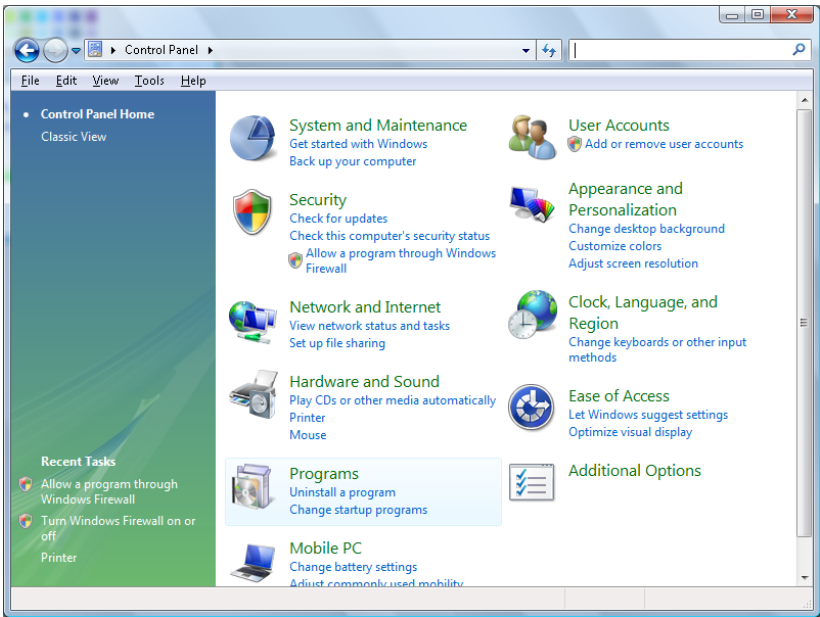 Control Panel
File Edit View Tools Help
Control Panel Home
Classic View
System and Maintenance
Get started with Windows
Back up your computer
Security
Check for updates
Check this computer's security status
Allow a program through Windows
Firewall
Network and Internet
View network status and tasks
Set up file sharing
Hardware and Sound
Play CDs or other media automatically
Printer
Mouse
Programs
Uninstall a program
Change startup programs
Mobile PC
Change battery settings
Adjust commonly used mobility
User Accounts
Add or remove user accounts
Appearance and
Personalization
Change desktop background
Customize colors
Adjust screen resolution
Clock, Language, and
Region
Change keyboards or other input
methods
Ease of Access
Let Windows suggest settings
Optimize visual display
Additional Options
Recent Tasks
Allow a program through
Windows Firewall
Turn Windows Firewall on or
off
Printer